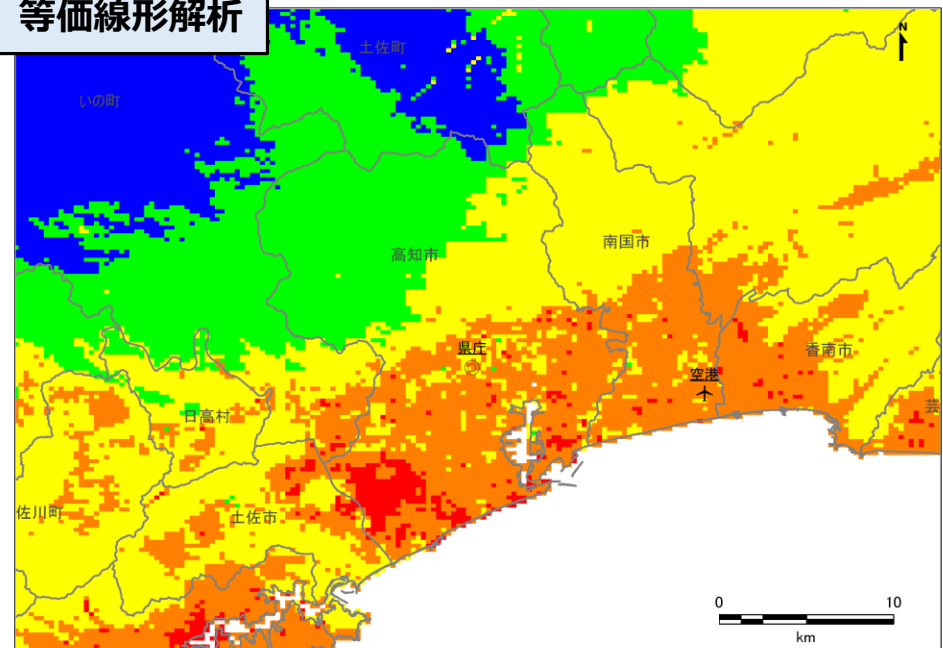 等価線形解析
土佐町
N
いの町
南国市
高知市
県庁
香南市
空港
芸
日高村
佐川町
土佐市
0 10
km